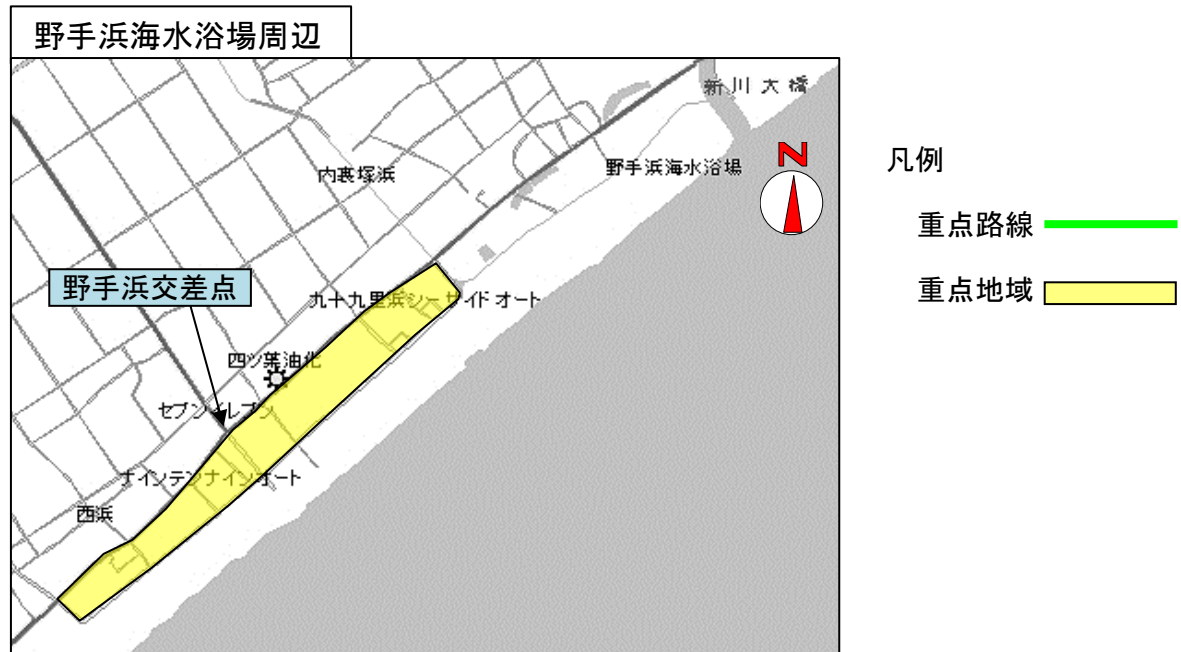 野手浜海水浴場周辺
新川大橋
野手浜海水浴場
内裏塚浜
N
野手浜交差点
九十九里浜シーサイドオート
四ツ葉油化
セブンイレブン
ナインテンナインオート
西浜
凡例
重点路線
重点地域